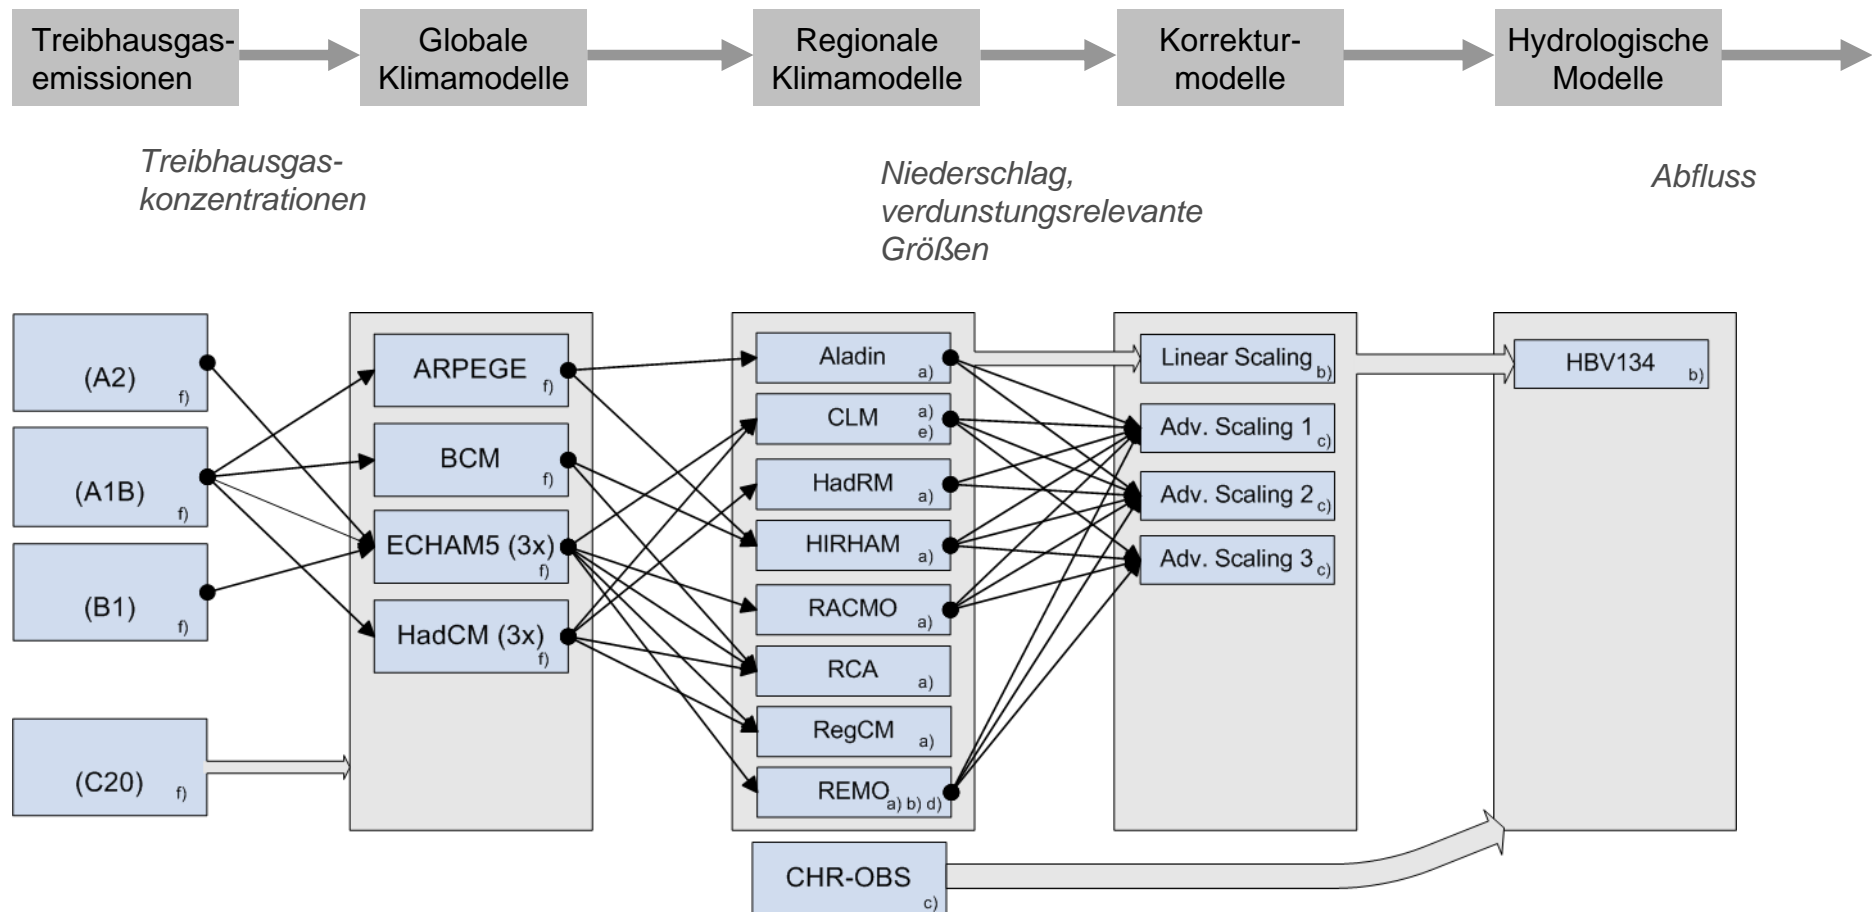 Treibhausgas-
emissionen
Globale
Klimamodelle
Regionale
Klimamodelle
Korrektur-
modelle
Hydrologische
Modelle
Treibhausgas-
konzentrationen
Niederschlag,
verdunstungsrelevante
Größen
Abfluss
(A2)
f)
(A1B)
f)
(B1)
f)
(C20)
f)
ARPEGE
f)
BCM
f)
ECHAM5 (3x)
f)
HadCM (3x)
f)
Aladin
a)
CLM
a)
e)
HadRM
a)
HIRHAM
a)
RACMO
a)
RCA
a)
RegCM
a)
REMO
a) b) d)
CHR-OBS
c)
Linear Scaling
b)
Adv. Scaling 1
c)
Adv. Scaling 2
c)
Adv. Scaling 3
c)
HBV134
b)